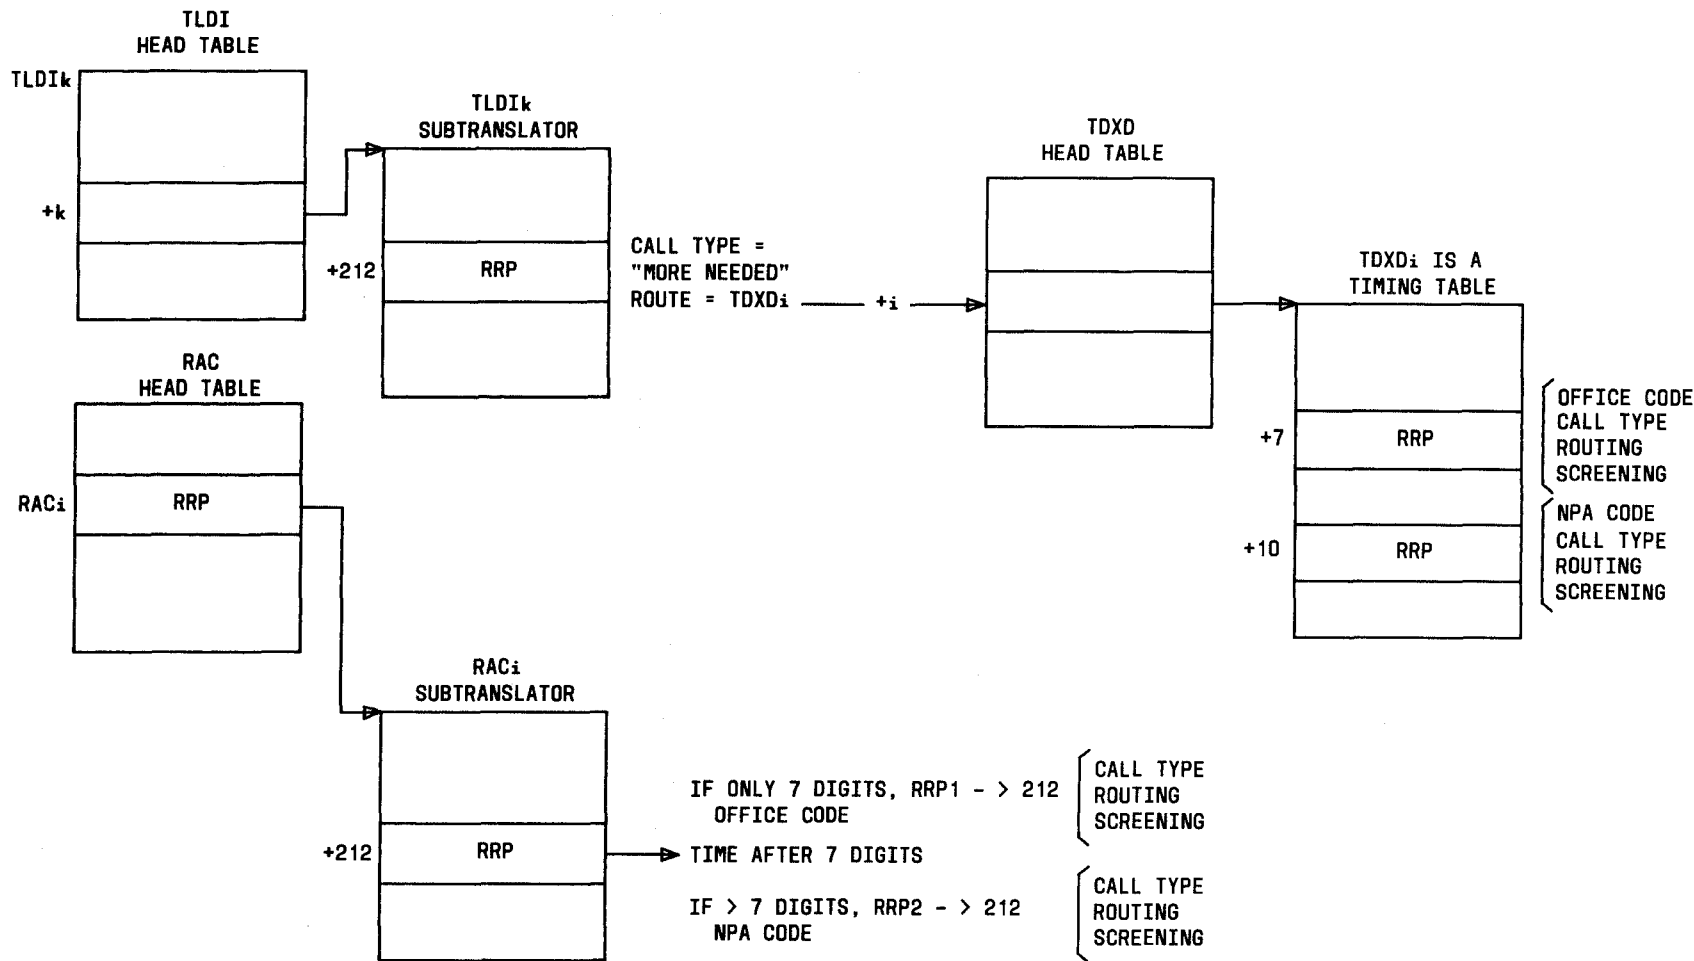 TLDI
HEAD TABLE
TLDIk
+k
TLDIk
SUBTRANSLATOR
+212
RRP
CALL TYPE =
"MORE NEEDED"
ROUTE = TDXDi
+i
TDXD
HEAD TABLE
TDXDi IS A
TIMING TABLE
+7
RRP
OFFICE CODE
CALL TYPE
ROUTING
SCREENING
+10
RRP
NPA CODE
CALL TYPE
ROUTING
SCREENING
RAC
HEAD TABLE
RACi
RRP
RACi
SUBTRANSLATOR
+212
RRP
IF ONLY 7 DIGITS, RRP1 - > 212
OFFICE CODE
CALL TYPE
ROUTING
SCREENING
TIME AFTER 7 DIGITS
IF > 7 DIGITS, RRP2 - > 212
NPA CODE
CALL TYPE
ROUTING
SCREENING